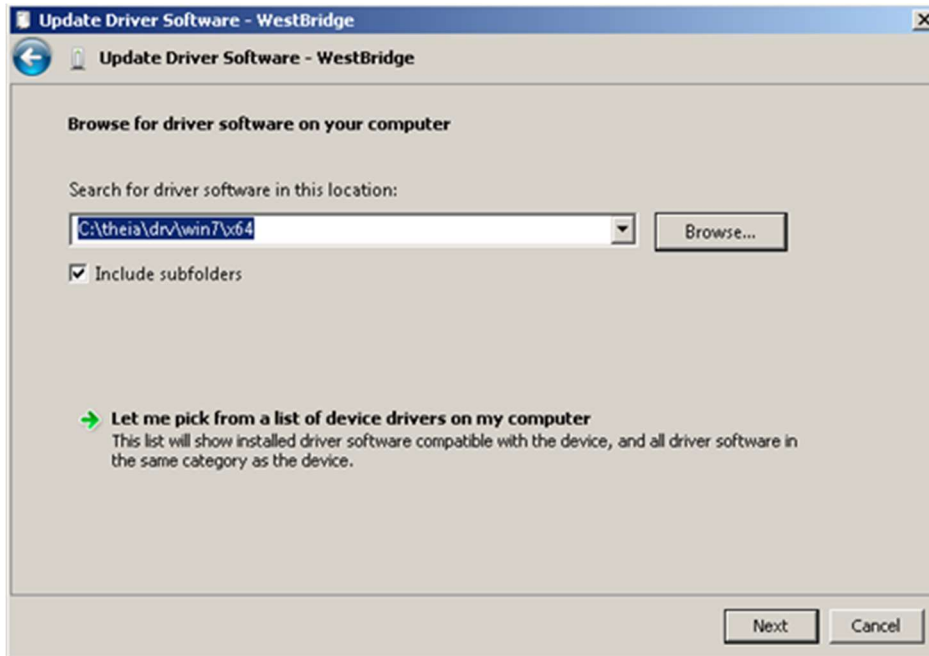 Update Driver Software - WestBridge
Update Driver Software - WestBridge
Browse for driver software on your computer
Search for driver software in this location:
C:\theia\drv\win7\x64
Browse...
Include subfolders
Let me pick from a list of device drivers on my computer
This list will show installed driver software compatible with the device, and all driver software in
the same category as the device.
Next
Cancel